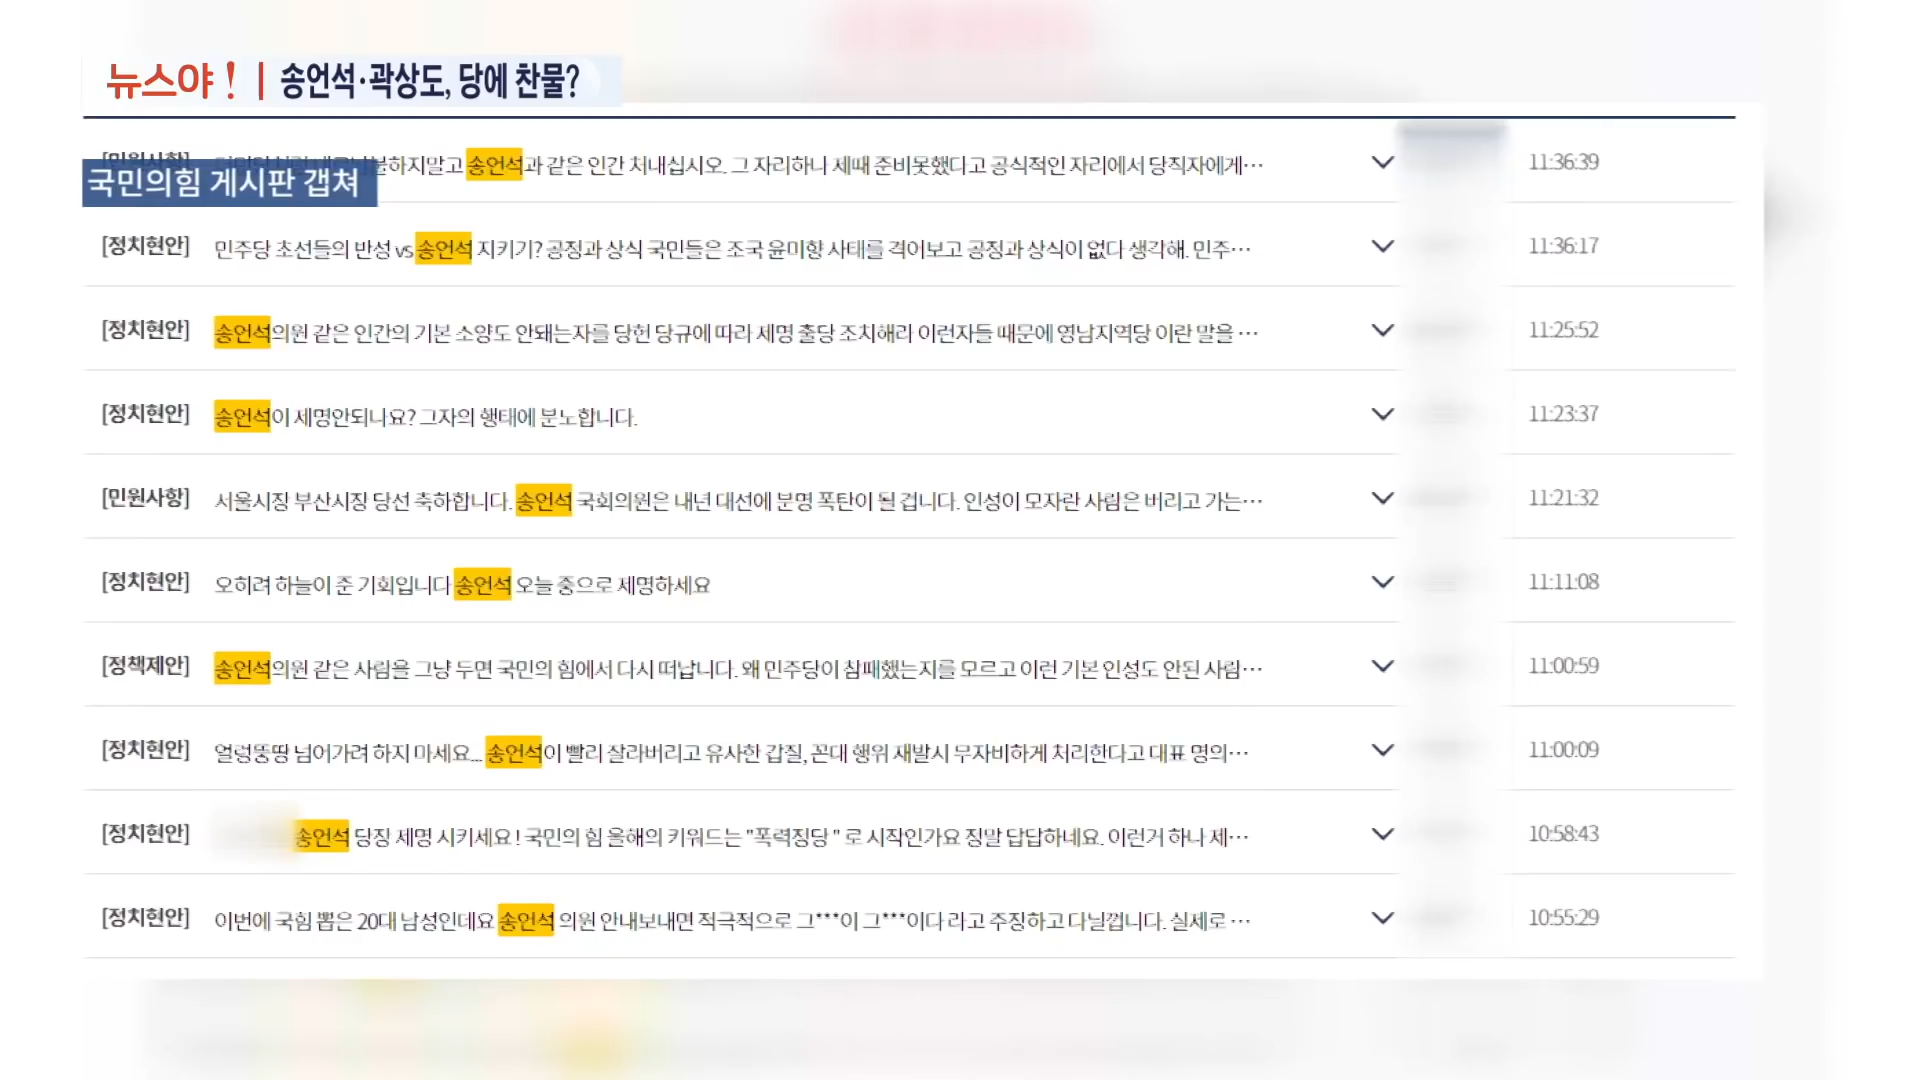 뉴스야! | 송언석·곽상도, 당에 찬물?
국민의힘 게시판 갭쳐
[민원사항] 불하지말고 송언석과 같은 인간 처내십시오. 그 자리하나 제때 준비못했다고 공식적인 자리에서 당직자에게… 11:36:39
[정치현안] 민주당 초선들의 반성 vs 송언석 지키기? 공정과 상식 국민들은 조국 윤미향 사태를 격어보고 공정과 상식이 없다 생각해. 민주… 11:36:17
[정치현안] 송언석의원 같은 인간의 기본 소양도 안돼는자를 당헌 당규에 따라 세명 출당 조치해라 이런자들 때문에 영남지역당 이란 말을 … 11:25:52
[정치현안] 송언석이 세명안되나요? 그자의 행태에 분노합니다. 11:23:37
[민원사항] 서울시장 부산시장 당선 축하합니다. 송언석 국회의원은 내년 대선에 분명 폭탄이 될 겁니다. 인성이 모자란 사람은 버리고 가는… 11:21:32
[정치현안] 오히려 하늘이 준 기회입니다 송언석 오늘 중으로 제명하세요 11:11:08
[정책제안] 송언석의원 같은 사람을 그냥 두면 국민의 힘에서 다시 떠납니다. 왜 민주당이 참패했는지를 모르고 이런 기본 인성도 안된 사람… 11:00:59
[정치현안] 얼렁뚱땅 넘어가려 하지 마세요... 송언석이 빨리 잘라버리고 유사한 갑질, 꼰대 행위 재발시 무자비하게 처리한다고 대표 명의… 11:00:09
[정치현안] 송언석 당장 제명 시키세요! 국민의 힘 올해의 키워드는 "폭력정당" 로 시작인가요 정말 답답하네요. 이런거 하나 제… 10:58:43
[정치현안] 이번에 국힘 뽑은 20대 남성인데요 송언석 의원 안내보내면 적극적으로 그***이 그***이다 라고 주장하고 다닐껍니다. 실제로 … 10:55:29